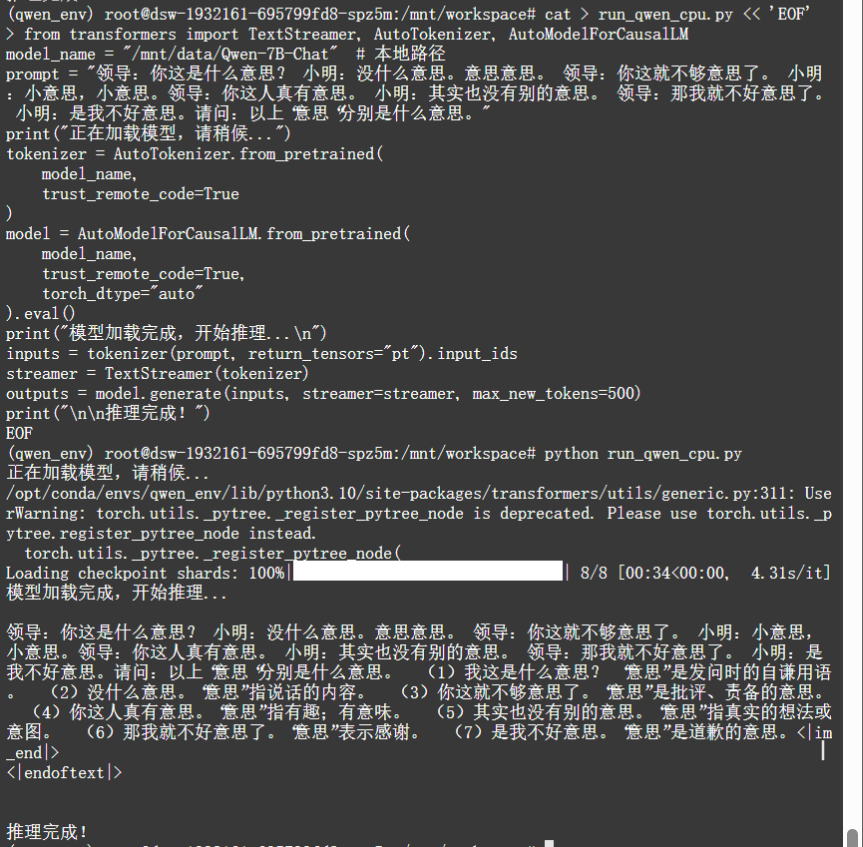 (qwen_env) root@dsw-1932161-695799fd8-spz5m:/mnt/workspace# cat > run_qwen_cpu.py << 'EOF'
> from transformers import TextStreamer, AutoTokenizer, AutoModelForCausalLM
model_name = "/mnt/data/Qwen-7B-Chat"  # 本地路径
prompt = "领导：你这是什么意思？ 小明：没什么意思。意思意思。 领导：你这就不够意思了。 小明
：小意思，小意思。领导：你这人真有意思。 小明：其实也没有别的意思。 领导：那我就不好意思了。
 小明：是我不好意思。请问：以上“意思”分别是什么意思。"
print("正在加载模型，请稍候...")
tokenizer = AutoTokenizer.from_pretrained(
    model_name,
    trust_remote_code=True
)
model = AutoModelForCausalLM.from_pretrained(
    model_name,
    trust_remote_code=True,
    torch_dtype="auto"
).eval()
print("模型加载完成，开始推理...\n")
inputs = tokenizer(prompt, return_tensors="pt").input_ids
streamer = TextStreamer(tokenizer)
outputs = model.generate(inputs, streamer=streamer, max_new_tokens=500)
print("\n\n推理完成！")
EOF
(qwen_env) root@dsw-1932161-695799fd8-spz5m:/mnt/workspace# python run_qwen_cpu.py
正在加载模型，请稍候...
/opt/conda/envs/qwen_env/lib/python3.10/site-packages/transformers/utils/generic.py:311: Use
rWarning: torch.utils._pytree._register_pytree_node is deprecated. Please use torch.utils._p
ytree.register_pytree_node instead.
  torch.utils._pytree._register_pytree_node(
Loading checkpoint shards: 100%| | 8/8 [00:34<00:00,  4.31s/it]
模型加载完成，开始推理...
领导：你这是什么意思？ 小明：没什么意思。意思意思。 领导：你这就不够意思了。 小明：小意思，
小意思。领导：你这人真有意思。 小明：其实也没有别的意思。 领导：那我就不好意思了。 小明：是
我不好意思。请问：以上“意思”分别是什么意思。 （1）我这是什么意思？ “意思”是发问时的自谦用语
。 （2）没什么意思。“意思”指说话的内容。 （3）你这就不够意思了。“意思”是批评、责备的意思。
 （4）你这人真有意思。“意思”指有趣；有意味。 （5）其实也没有别的意思。“意思”指真实的想法或
意图。 （6）那我就不好意思了。“意思”表示感谢。 （7）是我不好意思。“意思”是道歉的意思。<|im
_end|>
<|endoftext|>
推理完成！